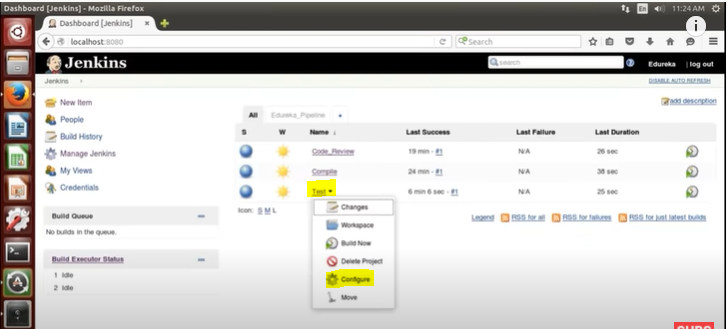 Dashboard [Jenkins] - Mozilla Firefox
En
11:24 AM
Dashboard [Jenkins]
localhost:8080
Search
i
Jenkins
search
Edureka
log out
Jenkins
DISABLE AUTO REFRESH
New Item
People
Build History
Manage Jenkins
My Views
Credentials
add description
All Edureka_Pipeline +
S W Name ↓ Last Success Last Failure Last Duration
Code_Review 19 min - #1 N/A 26 sec
Compile 24 min - #1 N/A 38 sec
Test 6 min 6 sec - #1 N/A 25 sec
Icon: S M L
Changes
Workspace
Build Now
Delete Project
Configure
Move
Legend RSS for all RSS for failures RSS for just latest builds
Build Queue
No builds in the queue.
Build Executor Status
1 Idle
2 Idle